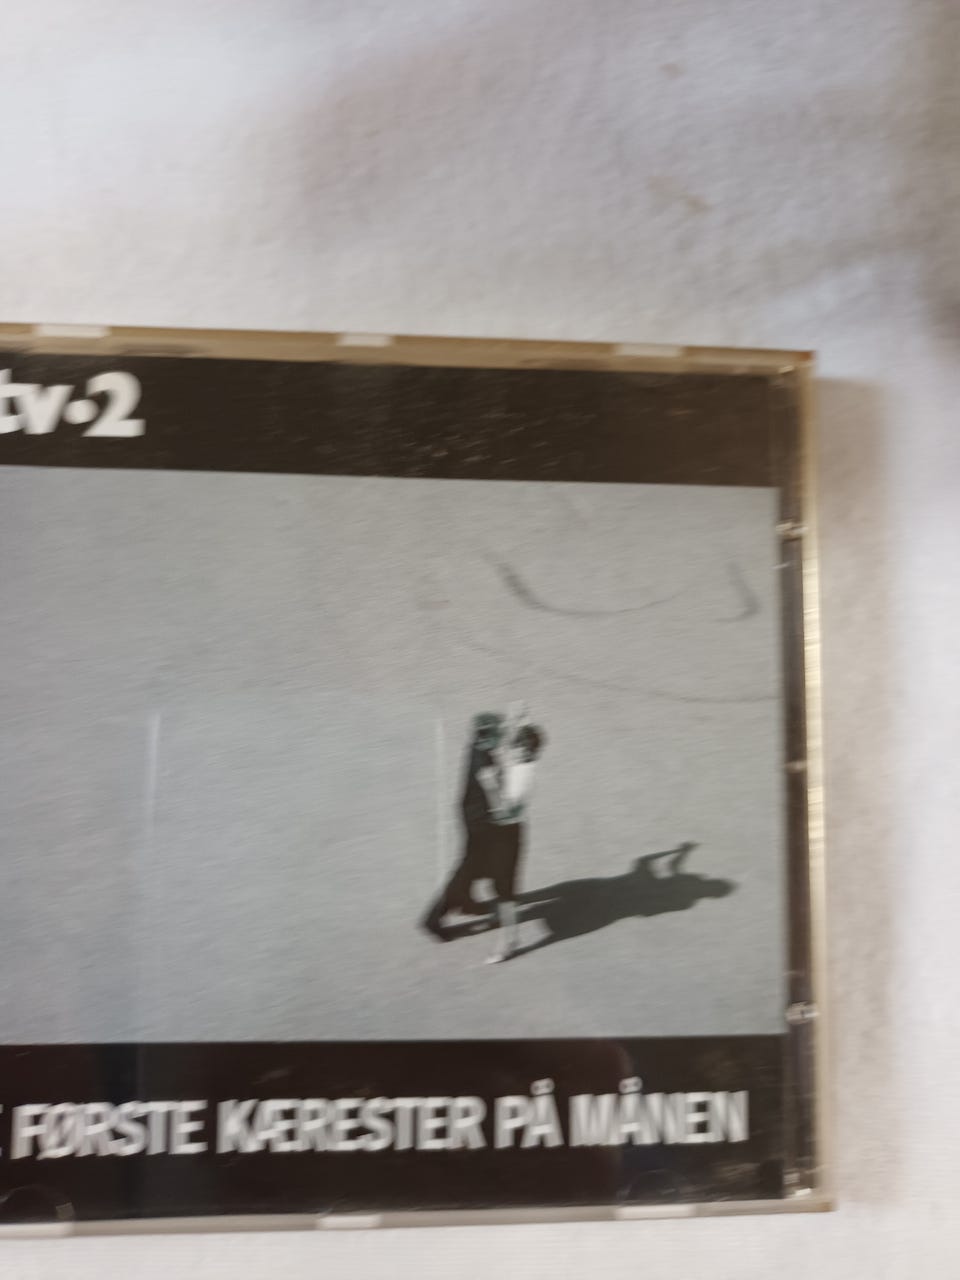 tv·2
FØRSTE KÆRESTER PÅ MÅNEN